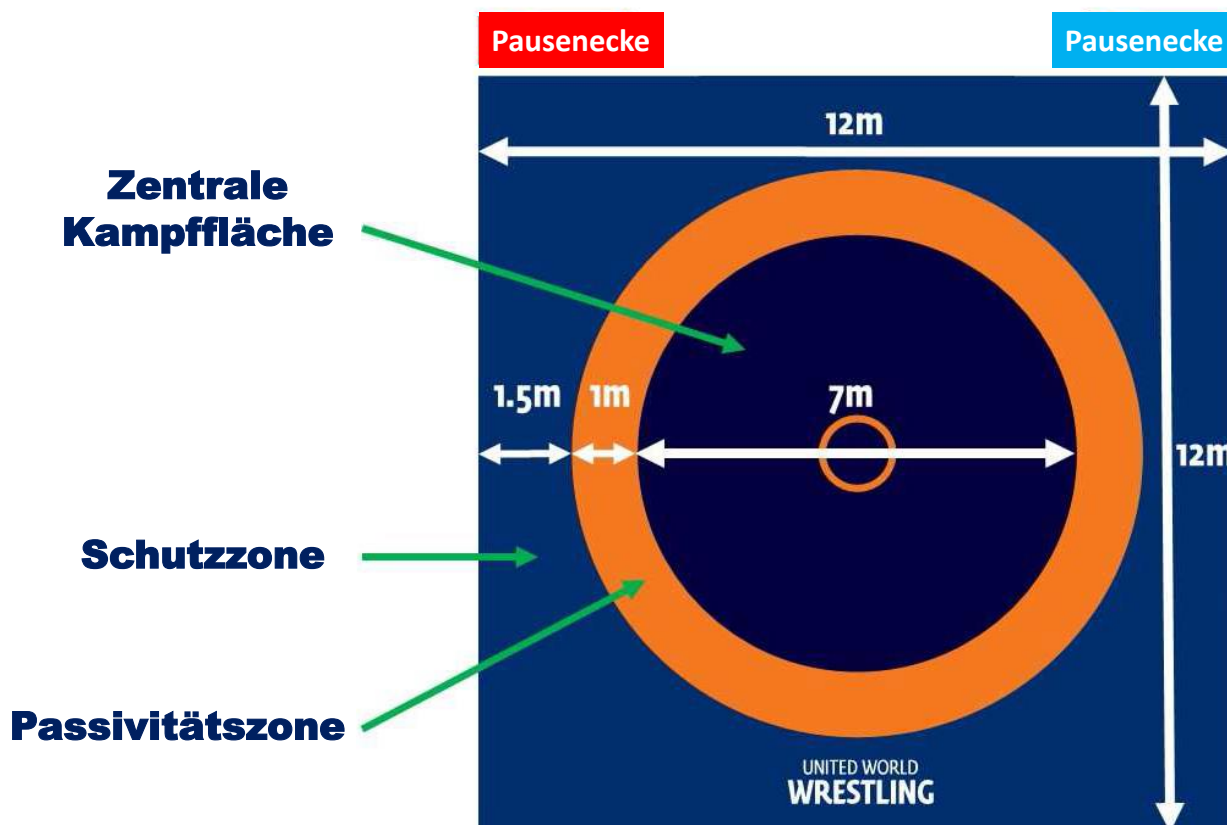 Pausenecke
Pausenecke
12m
Zentrale
Kampffläche
1.5m
1m
7m
12m
Schutzzone
Passivitätszone
UNITED WORLD
WRESTLING